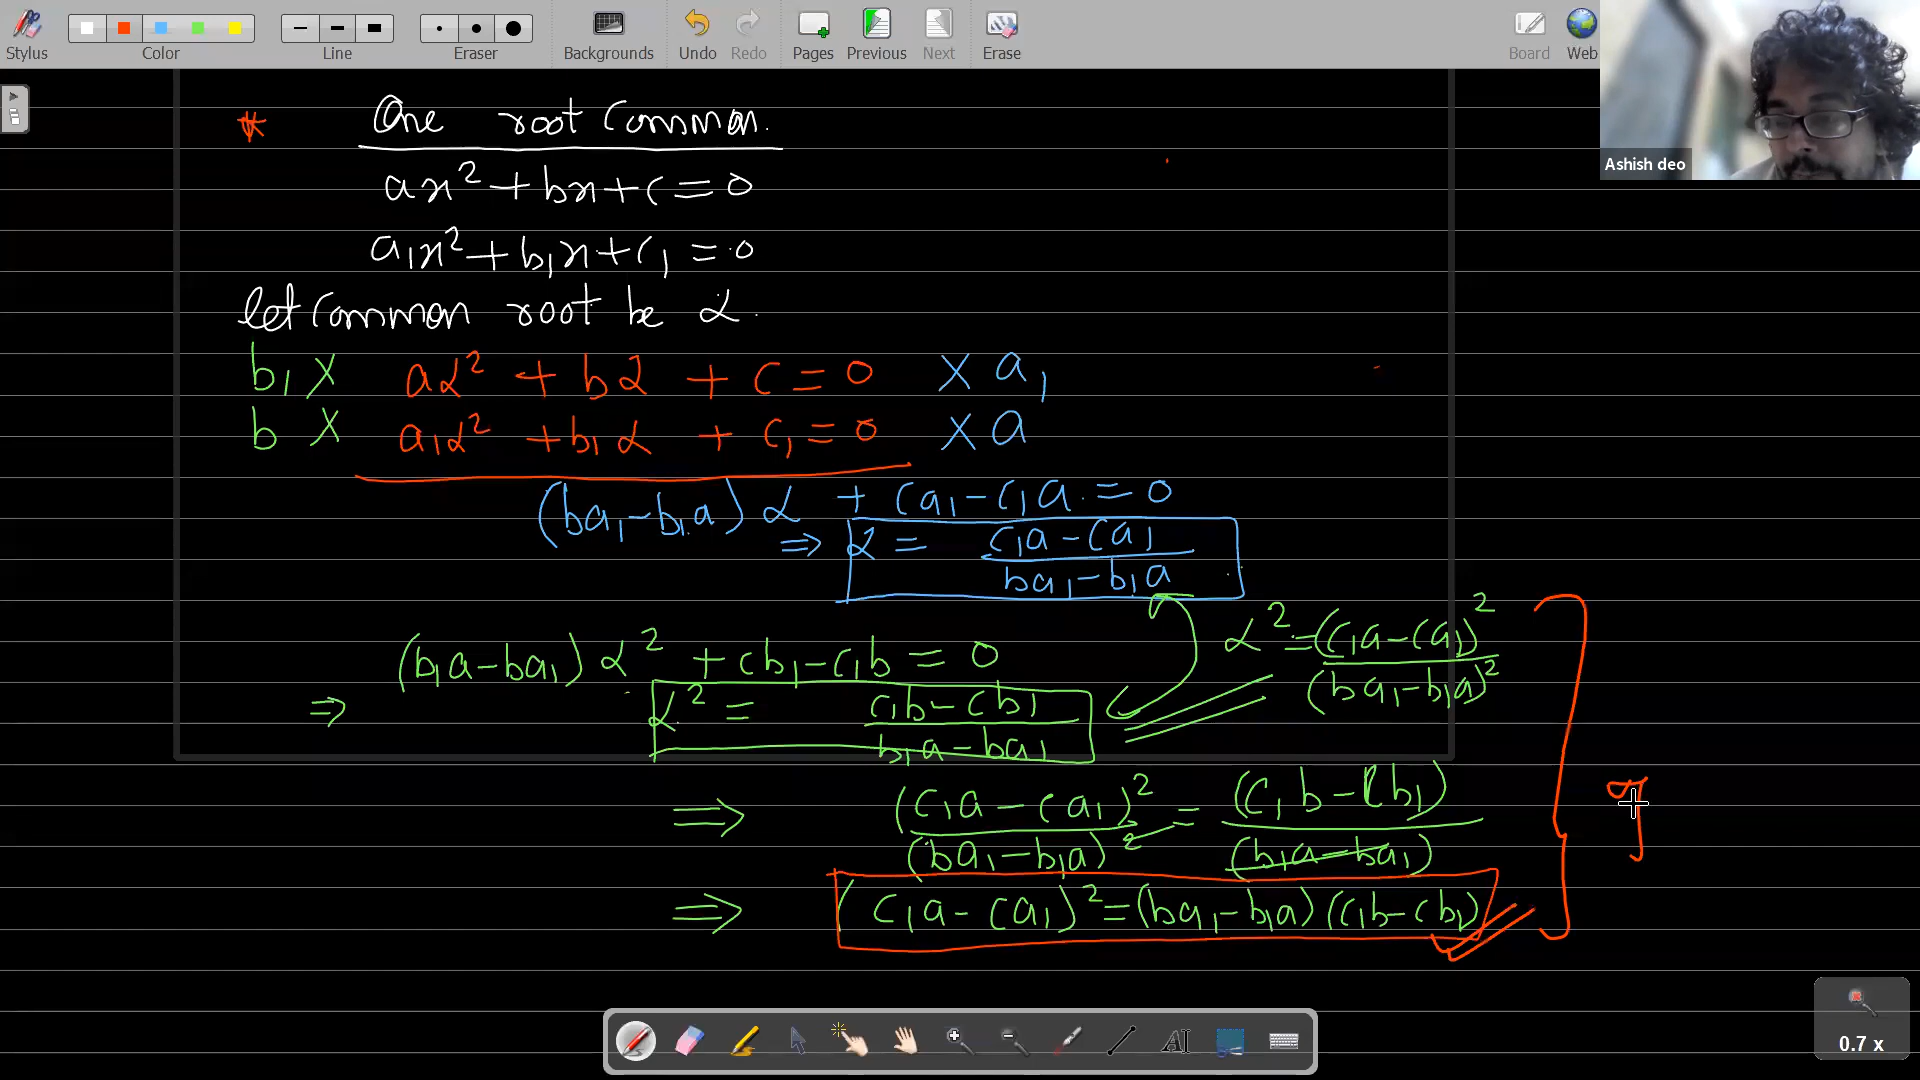 Stylus Color Line Eraser Backgrounds Undo Redo Pages Previous Next Erase Board Web
Ashish deo
* One root common.
ax² + bx + c = 0
a₁x² + b₁x + c₁ = 0
let common root be α.
b₁ × aα² + bα + c = 0 × a₁
b × a₁α² + b₁α + c₁ = 0 × a
(ba₁ - b₁a) α + ca₁ - c₁a = 0
⇒ α = (c₁a - ca₁) / (ba₁ - b₁a)
(b₁a - ba₁) α² + cb₁ - c₁b = 0
α² = (c₁a - ca₁)² / (ba₁ - b₁a)²
⇒ α² = (c₁b - cb₁) / (b₁a - ba₁)
⇒ (c₁a - ca₁)² / (ba₁ - b₁a)² = (c₁b - cb₁) / (b₁a - ba₁)
⇒ (c₁a - ca₁)² = (ba₁ - b₁a) (c₁b - cb₁)
0.7 x